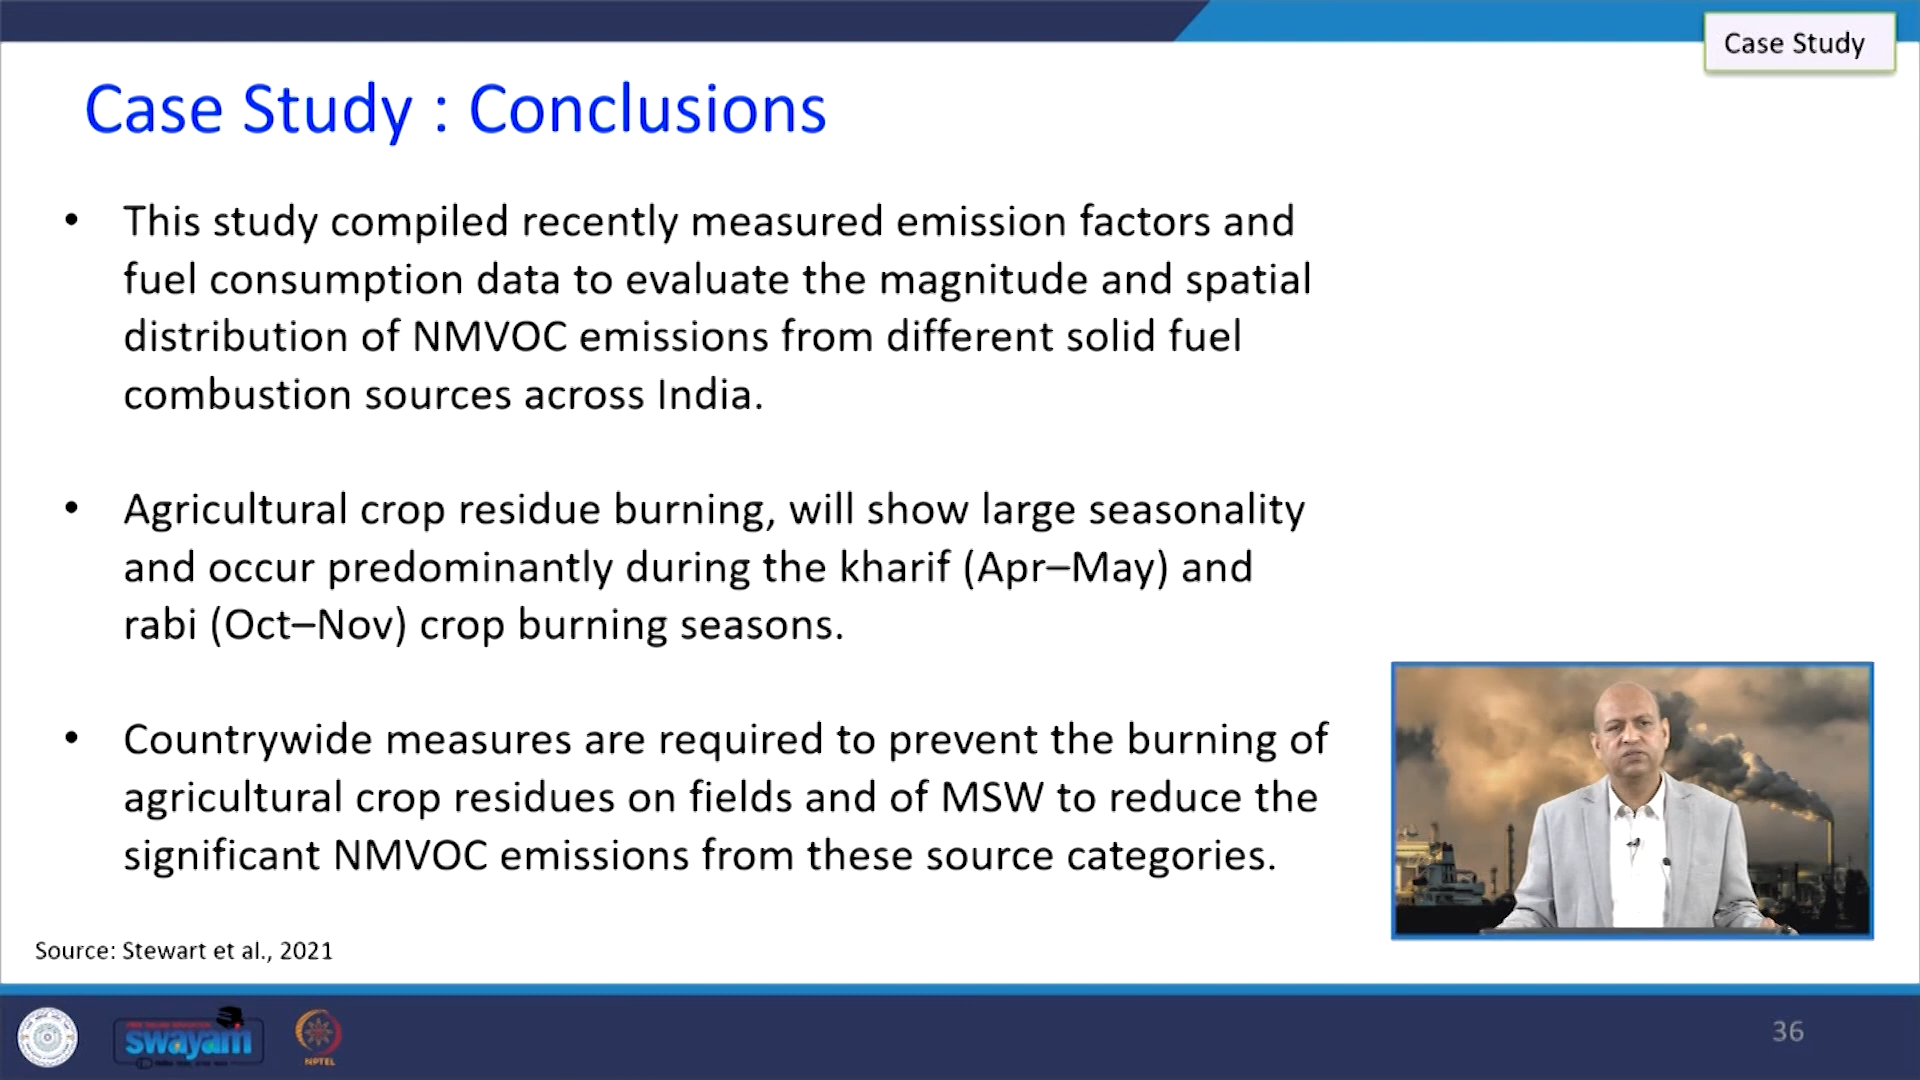 Case Study
Case Study : Conclusions
• This study compiled recently measured emission factors and
fuel consumption data to evaluate the magnitude and spatial
distribution of NMVOC emissions from different solid fuel
combustion sources across India.
• Agricultural crop residue burning, will show large seasonality
and occur predominantly during the kharif (Apr–May) and
rabi (Oct–Nov) crop burning seasons.
• Countrywide measures are required to prevent the burning of
agricultural crop residues on fields and of MSW to reduce the
significant NMVOC emissions from these source categories.
Source: Stewart et al., 2021
swayam
NPTEL
36